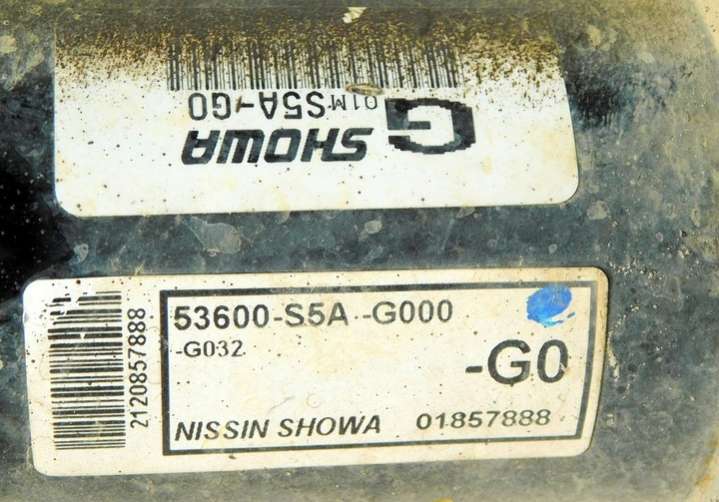 G SHOWA
01M S5A-G0
53600-S5A -G000
-G032
-G0
NISSIN SHOWA 01857888
2120857888